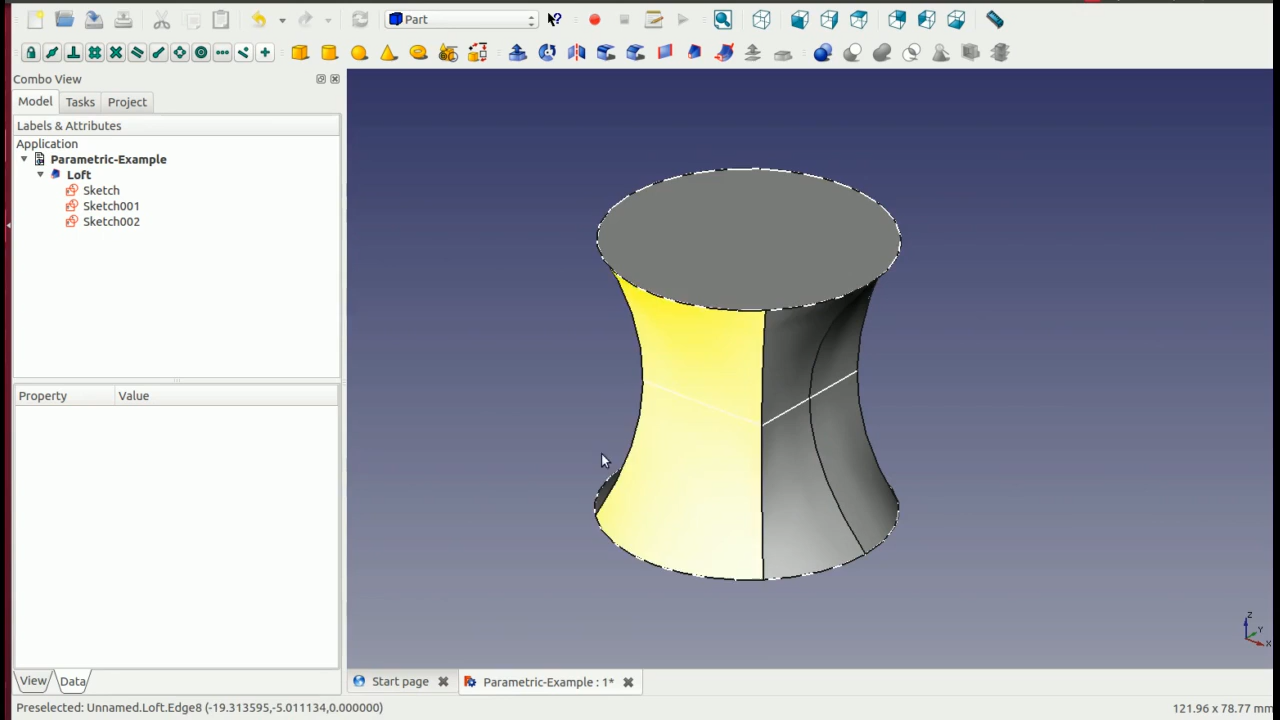 Part
Combo View
Model Tasks Project
Labels & Attributes
Application
Parametric-Example
Loft
Sketch
Sketch001
Sketch002
Property Value
View Data
Start page Parametric-Example : 1*
Preselected: Unnamed.Loft.Edge8 (-19.313595,-5.011134,0.000000) 121.96 x 78.77 mm
Z
Y
X